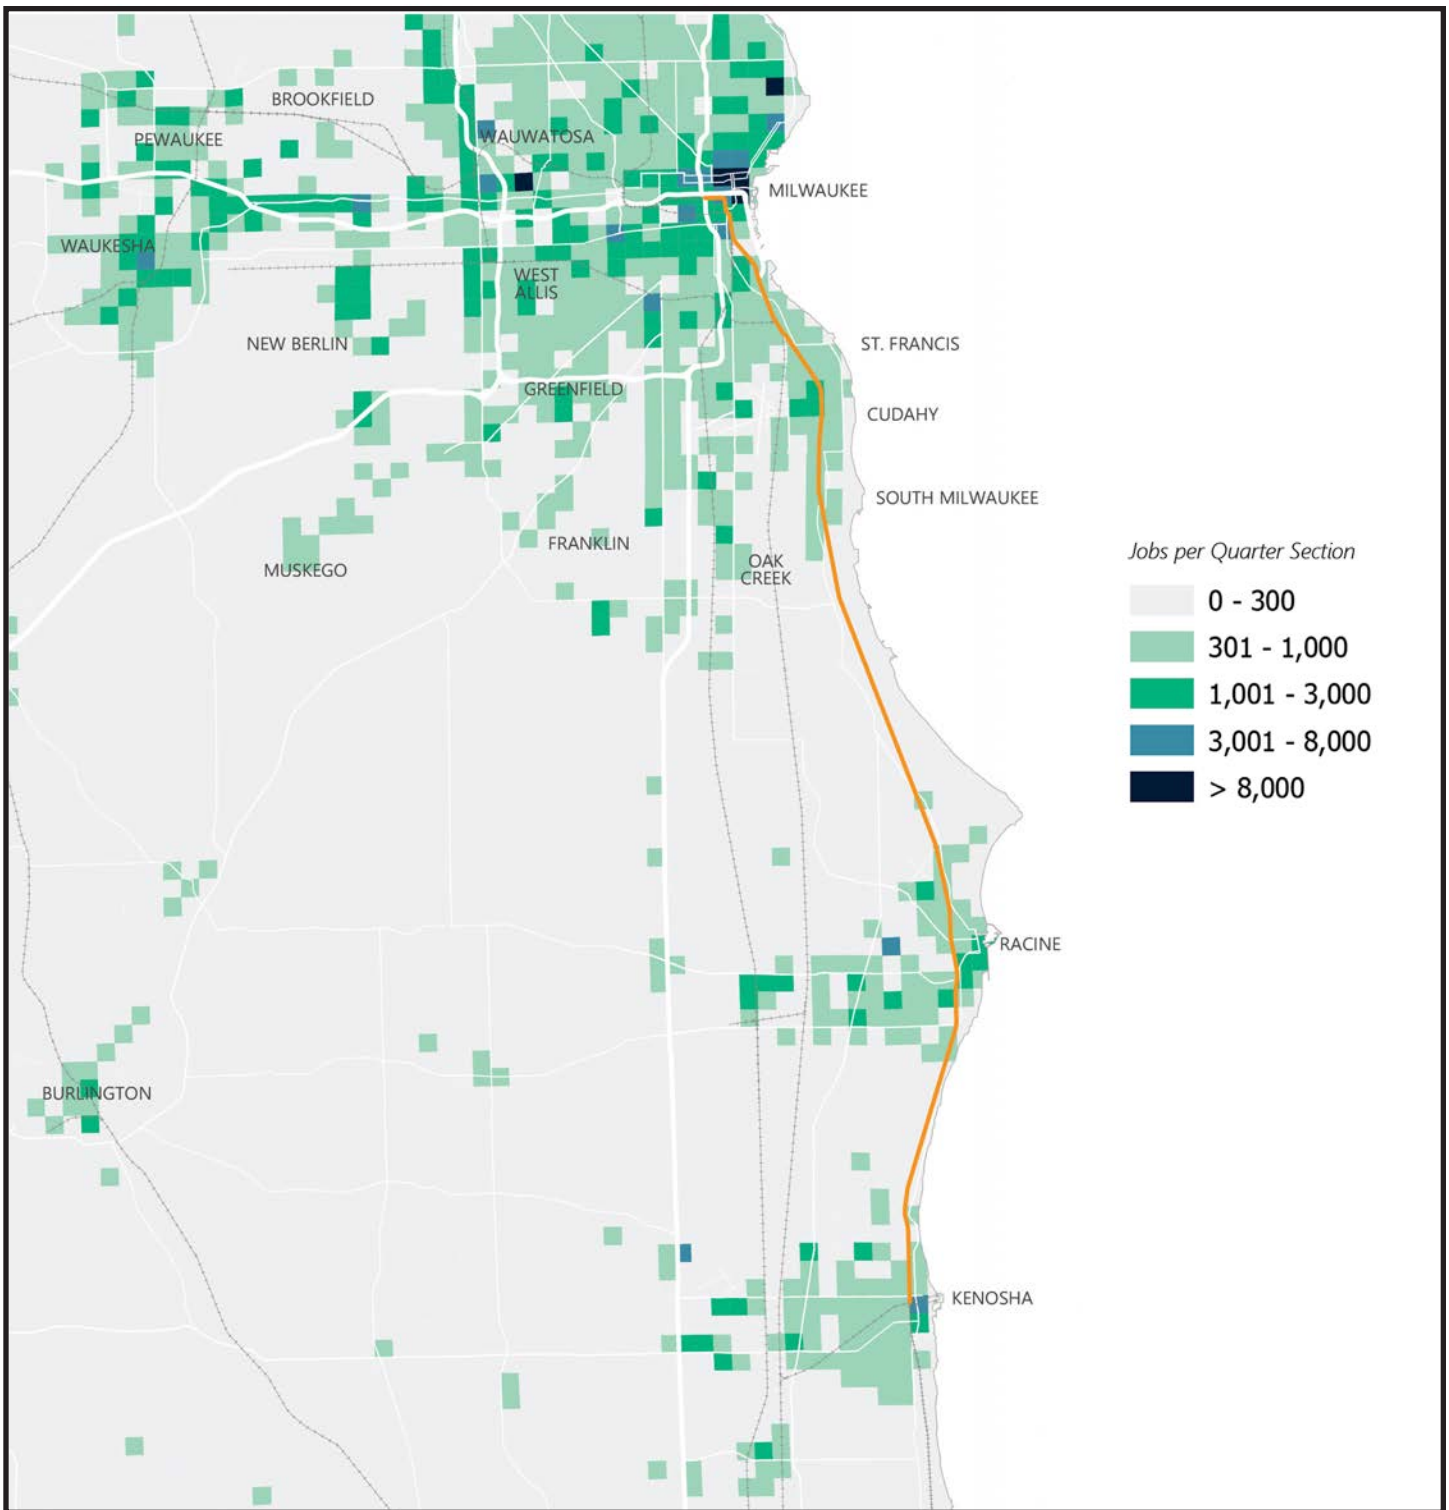 BROOKFIELD
PEWAUKEE
WAUWATOSA
MILWAUKEE
WAUKESHA
WEST
ALLIS
NEW BERLIN
ST. FRANCIS
GREENFIELD
CUDAHY
SOUTH MILWAUKEE
FRANKLIN
MUSKEGO
OAK
CREEK
Jobs per Quarter Section
0 - 300
301 - 1,000
1,001 - 3,000
3,001 - 8,000
> 8,000
RACINE
BURLINGTON
KENOSHA